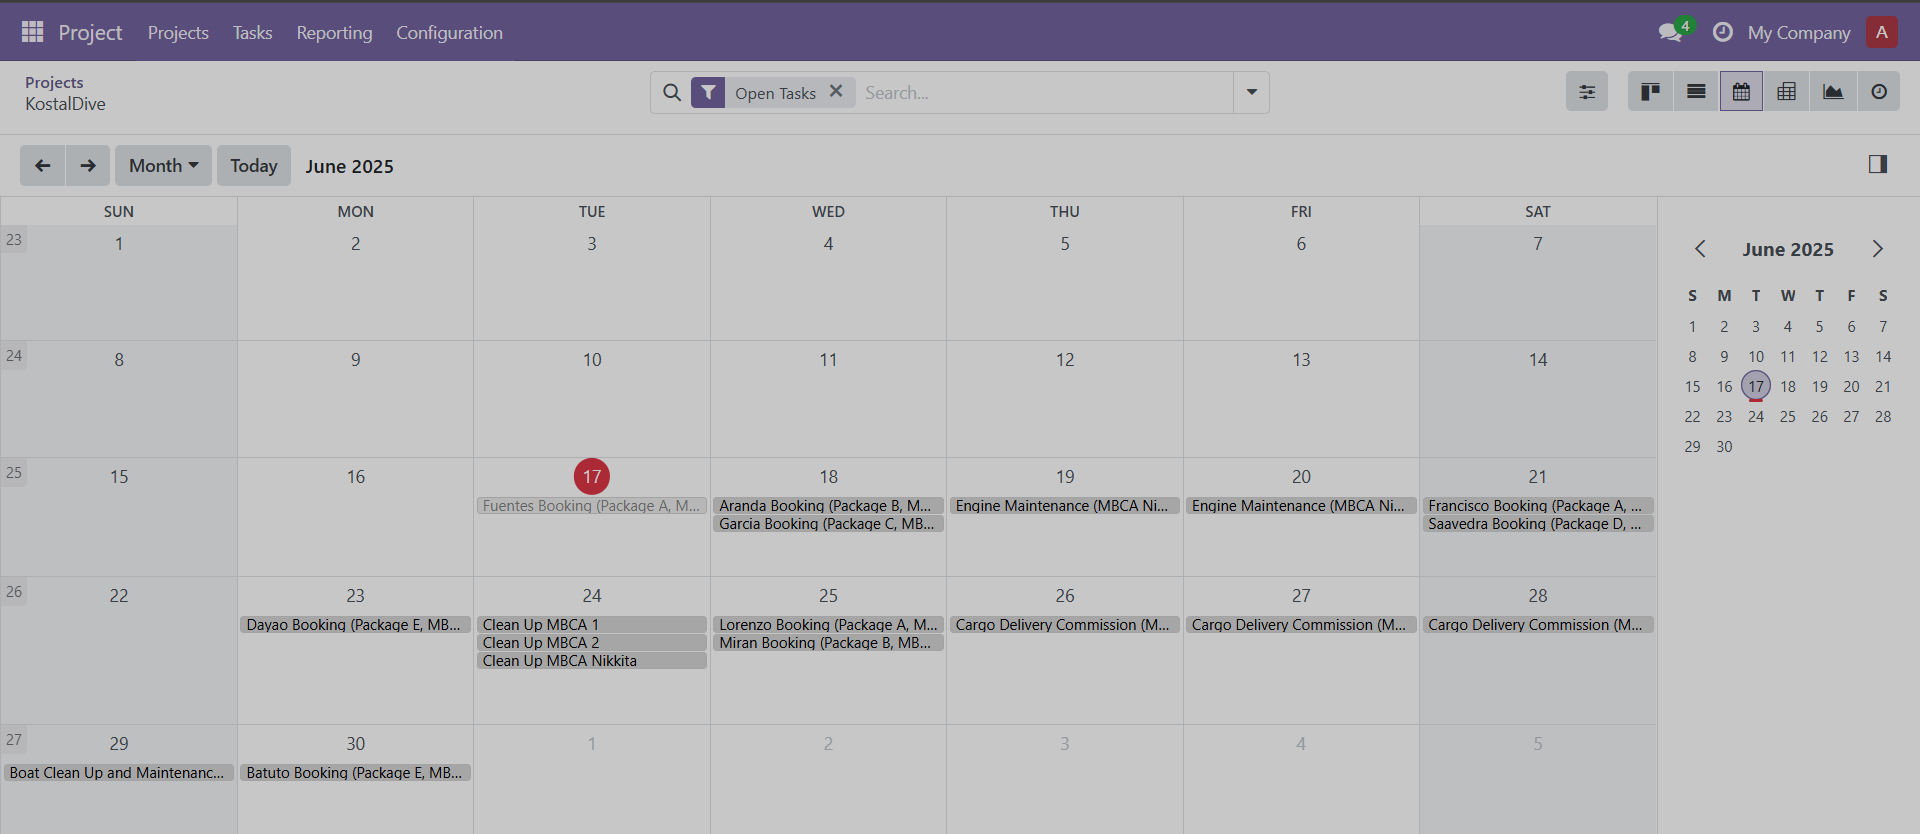 Project Projects Tasks Reporting Configuration 4 My Company A
Projects
KostalDive
Open Tasks Search...
Month Today June 2025
SUN MON TUE WED THU FRI SAT
23 1 2 3 4 5 6 7
24 8 9 10 11 12 13 14
25 15 16 17 18 19 20 21
Fuentes Booking (Package A, M... Aranda Booking (Package B, M... Engine Maintenance (MBCA Ni... Engine Maintenance (MBCA Ni... Francisco Booking (Package A, ...
Garcia Booking (Package C, MB... Saavedra Booking (Package D, ...
26 22 23 24 25 26 27 28
Dayao Booking (Package E, MB... Clean Up MBCA 1 Lorenzo Booking (Package A, M... Cargo Delivery Commission (M... Cargo Delivery Commission (M... Cargo Delivery Commission (M...
Clean Up MBCA 2 Miran Booking (Package B, MB...
Clean Up MBCA Nikkita
27 29 30 1 2 3 4 5
Boat Clean Up and Maintenanc... Batuto Booking (Package E, MB...
June 2025
S M T W T F S
1 2 3 4 5 6 7
8 9 10 11 12 13 14
15 16 17 18 19 20 21
22 23 24 25 26 27 28
29 30